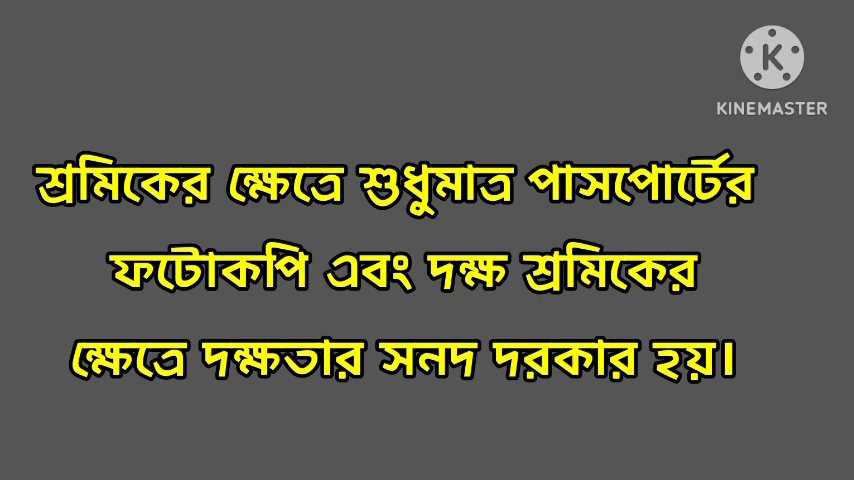 KINEMASTER
শ্রমিকের ক্ষেত্রে শুধুমাত্র পাসপোর্টের
ফটোকপি এবং দক্ষ শ্রমিকের
ক্ষেত্রে দক্ষতার সনদ দরকার হয়।